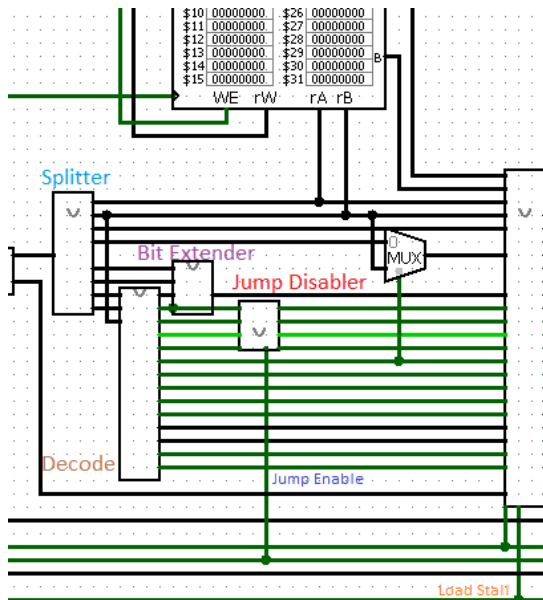 $10 00000000 $26 00000000
$11 00000000 $27 00000000
$12 00000000 $28 00000000
$13 00000000 $29 00000000
$14 00000000 $30 00000000
$15 00000000 $31 00000000
B
WE rW rA rB
Splitter
Bit Extender
0
MUX
Jump Disabler
Decode
Jump Enable
Load Stall